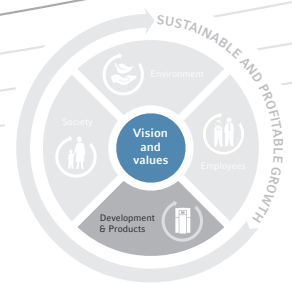 SUSTAINABLE AND PROFITABLE GROWTH
Environment
Society
Vision
and
values
Employees
Development
& Products